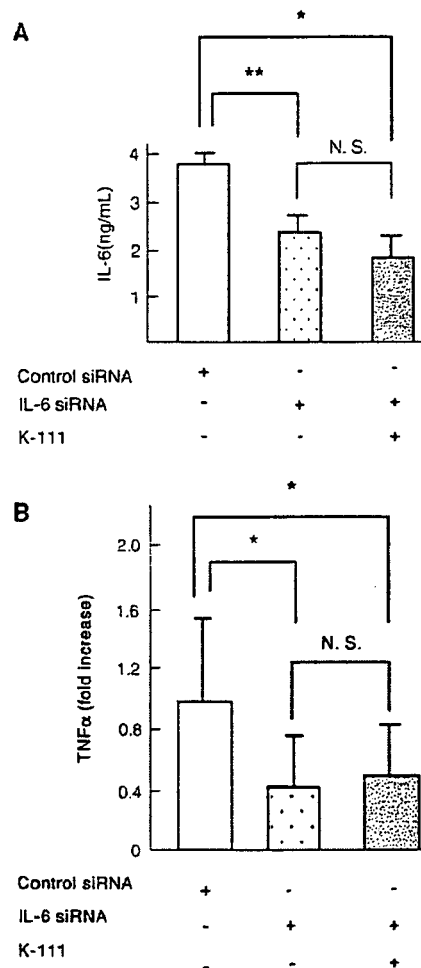 A
*
**
N. S.
IL-6(ng/mL)
4
3
2
1
Control siRNA + - -
IL-6 siRNA - + +
K-111 - - +
B
*
*
N. S.
TNFα (fold increase)
2.0
1.6
1.2
0.8
0.4
0
Control siRNA + - -
IL-6 siRNA - + +
K-111 - - +